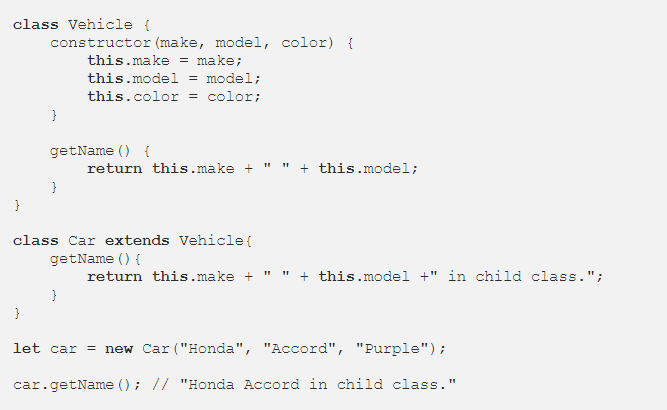 class Vehicle {
    constructor(make, model, color) {
        this.make = make;
        this.model = model;
        this.color = color;
    }

    getName() {
        return this.make + " " + this.model;
    }
}

class Car extends Vehicle{
    getName(){
        return this.make + " " + this.model +" in child class.";
    }
}

let car = new Car("Honda", "Accord", "Purple");

car.getName(); // "Honda Accord in child class."